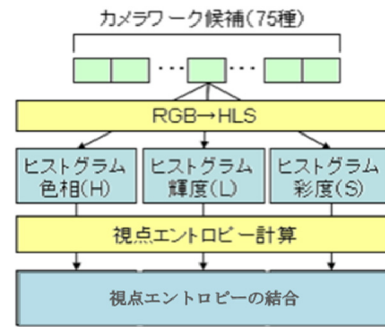 カメラワーク候補(75種)
… …
RGB→HLS
ヒストグラム ヒストグラム ヒストグラム
色相(H) 輝度(L) 彩度(S)
視点エントロピー計算
視点エントロピーの結合